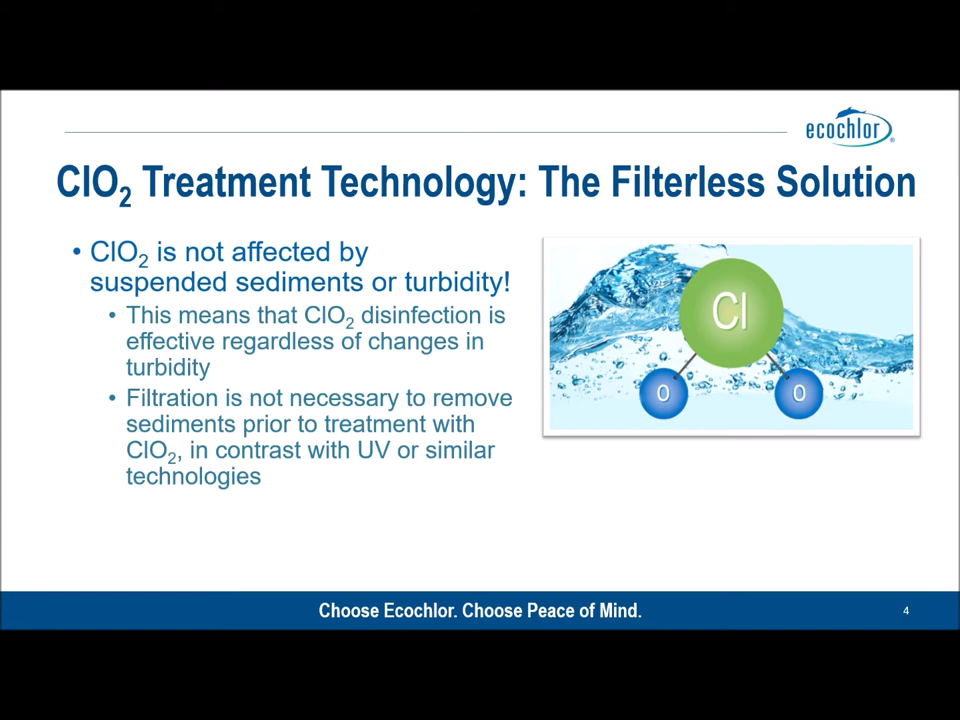 ecochlor®
ClO₂ Treatment Technology: The Filterless Solution
• ClO₂ is not affected by
suspended sediments or turbidity!
• This means that ClO₂ disinfection is
effective regardless of changes in
turbidity
• Filtration is not necessary to remove
sediments prior to treatment with
ClO₂, in contrast with UV or similar
technologies
Cl
O
O
Choose Ecochlor. Choose Peace of Mind.
4